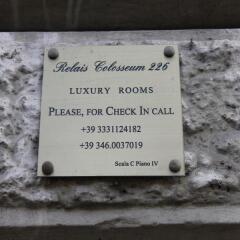 Relais Colosseum 226
LUXURY ROOMS
PLEASE, FOR CHECK IN CALL
+39 3331124182
+39 346.0037019
Scala C Piano IV